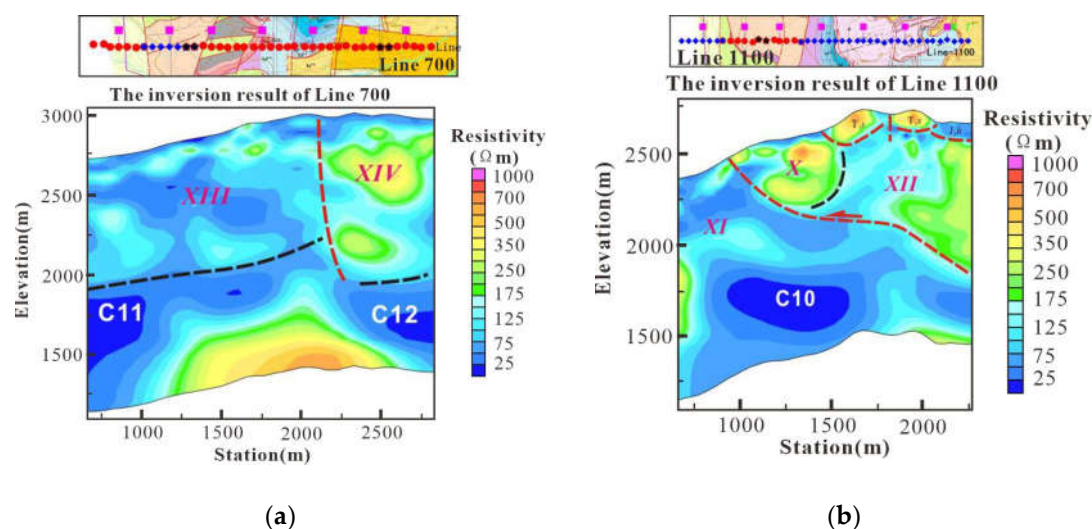 Line
Line 700
The inversion result of Line 700
Resistivity
(Ω m)
1000
700
500
350
250
175
125
75
25
Elevation(m)
3000
2500
2000
1500
XIII
XIV
C11
C12
1000
1500
2000
2500
Station(m)
(a)
Line 1100
Line=1100
The inversion result of Line 1100
Resistivity
(Ω m)
1000
700
500
350
250
175
125
75
25
Elevation(m)
2500
2000
1500
X
XI
XII
C10
1000
1500
2000
Station(m)
(b)